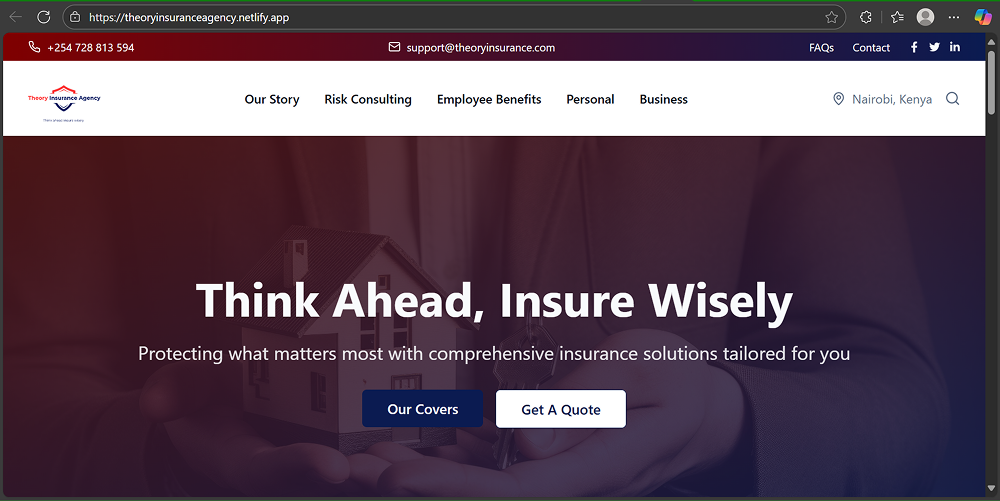 https://theoryinsuranceagency.netlify.app
+254 728 813 594 support@theoryinsurance.com FAQs Contact
Theory Insurance Agency
Think ahead insure wisely
Our Story Risk Consulting Employee Benefits Personal Business Nairobi, Kenya
Think Ahead, Insure Wisely
Protecting what matters most with comprehensive insurance solutions tailored for you
Our Covers Get A Quote